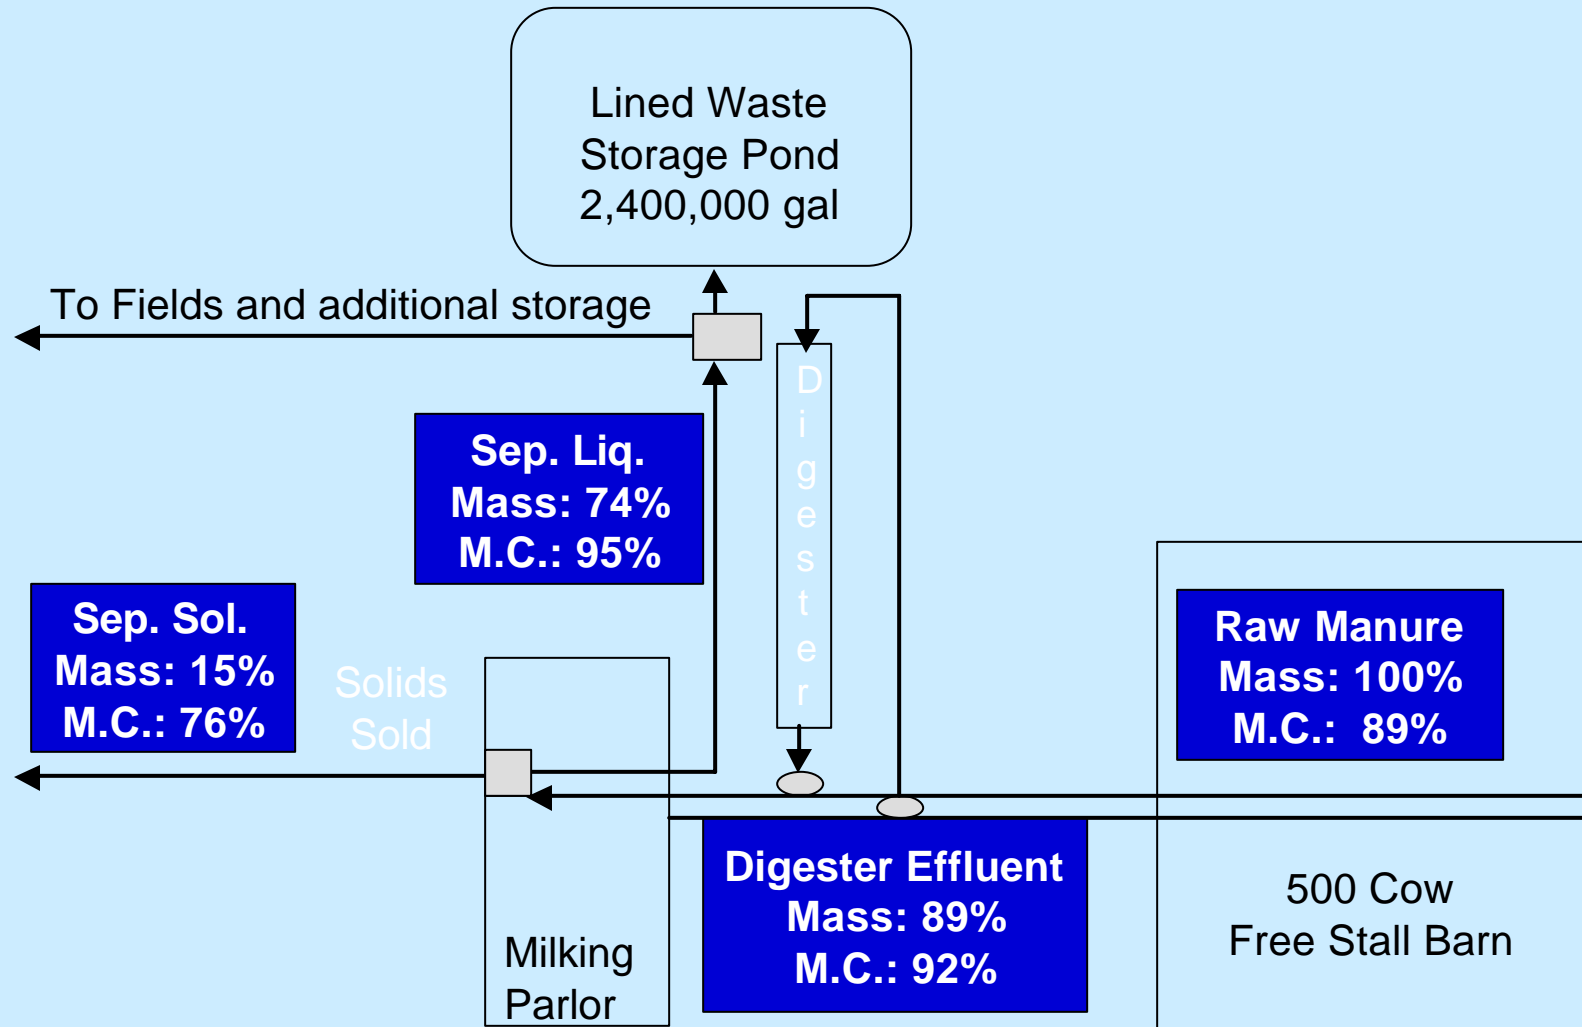 Lined Waste
Storage Pond
2,400,000 gal
To Fields and additional storage
D
i
g
e
s
t
e
r
Sep. Liq.
Mass: 74%
M.C.: 95%
Sep. Sol.
Mass: 15%
M.C.: 76%
Solids
Sold
Raw Manure
Mass: 100%
M.C.: 89%
Digester Effluent
Mass: 89%
M.C.: 92%
Milking
Parlor
500 Cow
Free Stall Barn